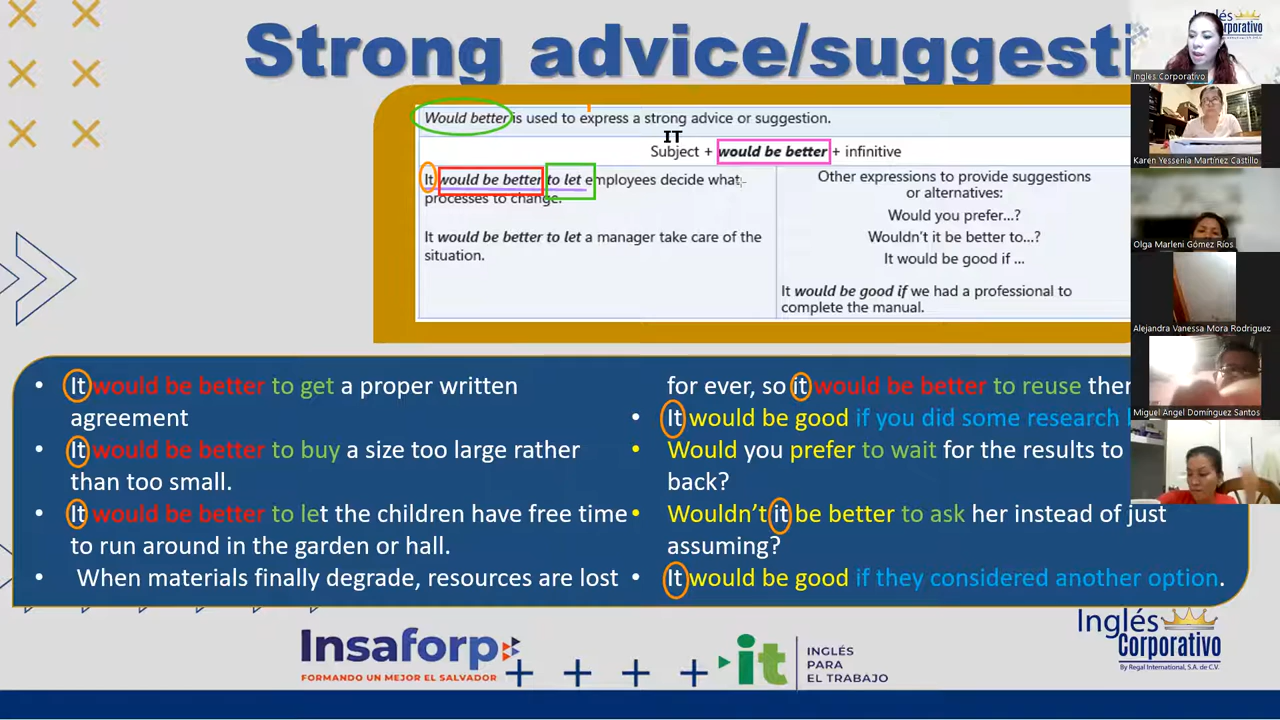 Strong advice/suggesti
Would better is used to express a strong advice or suggestion.
IT
Subject + would be better + infinitive
It would be better to let employees decide what
processes to change.
It would be better to let a manager take care of the
situation.
Other expressions to provide suggestions
or alternatives:
Would you prefer...?
Wouldn't it be better to...?
It would be good if ...
It would be good if we had a professional to
complete the manual.
• It would be better to get a proper written
agreement
• It would be better to buy a size too large rather
than too small.
• It would be better to let the children have free time
to run around in the garden or hall.
• When materials finally degrade, resources are lost
for ever, so it would be better to reuse
• It would be good if you did some research
• Would you prefer to wait for the results to
back?
• Wouldn't it be better to ask her instead of just
assuming?
• It would be good if they considered another option.
Insaforp
FORMANDO UN MEJOR EL SALVADOR
it
INGLÉS
PARA
EL TRABAJO
Inglés
Corporativo
By Regal International, S.A. de C.V.
Inglés
Corporativo
Inglés Corporativo
Karen Yessenia Martínez Castillo
Olga Marleni Gómez Ríos
Alejandra Vanessa Mora Rodriguez
Miguel Angel Domínguez Santos